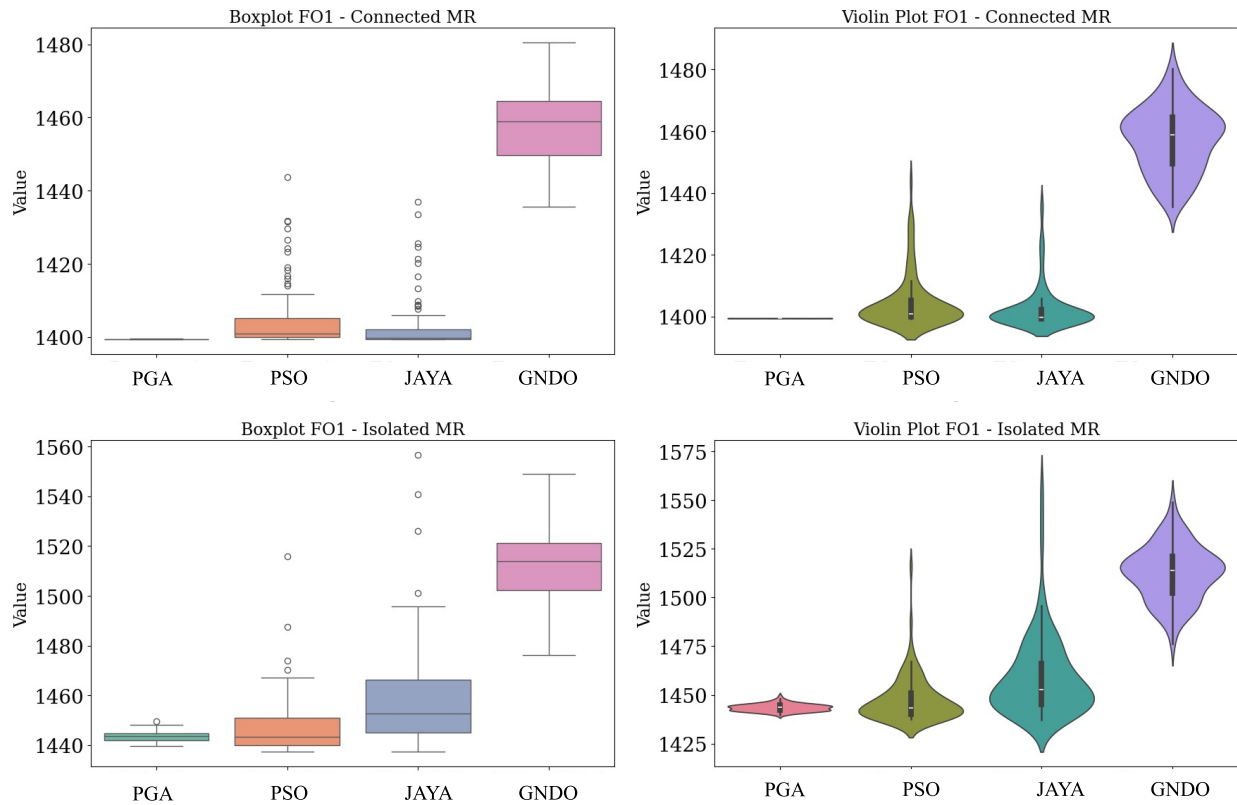 Boxplot FO1 - Connected MR
Value
1480
1460
1440
1420
1400
PGA PSO JAYA GNDO
Violin Plot FO1 - Connected MR
Value
1480
1460
1440
1420
1400
PGA PSO JAYA GNDO
Boxplot FO1 - Isolated MR
Value
1560
1540
1520
1500
1480
1460
1440
PGA PSO JAYA GNDO
Violin Plot FO1 - Isolated MR
Value
1575
1550
1525
1500
1475
1450
1425
PGA PSO JAYA GNDO